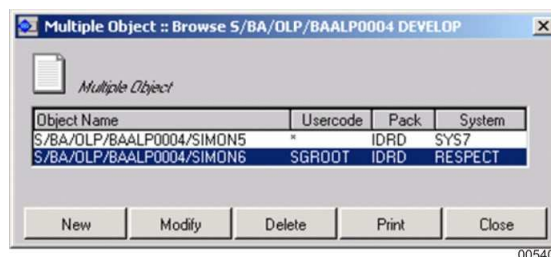 Multiple Object :: Browse S/BA/OLP/BAALP0004 DEVELOP
Multiple Object
Object Name Usercode Pack System
S/BA/OLP/BAALP0004/SIMON5 * IDRD SYS7
S/BA/OLP/BAALP0004/SIMON6 SGROOT IDRD RESPECT
New Modify Delete Print Close
00540